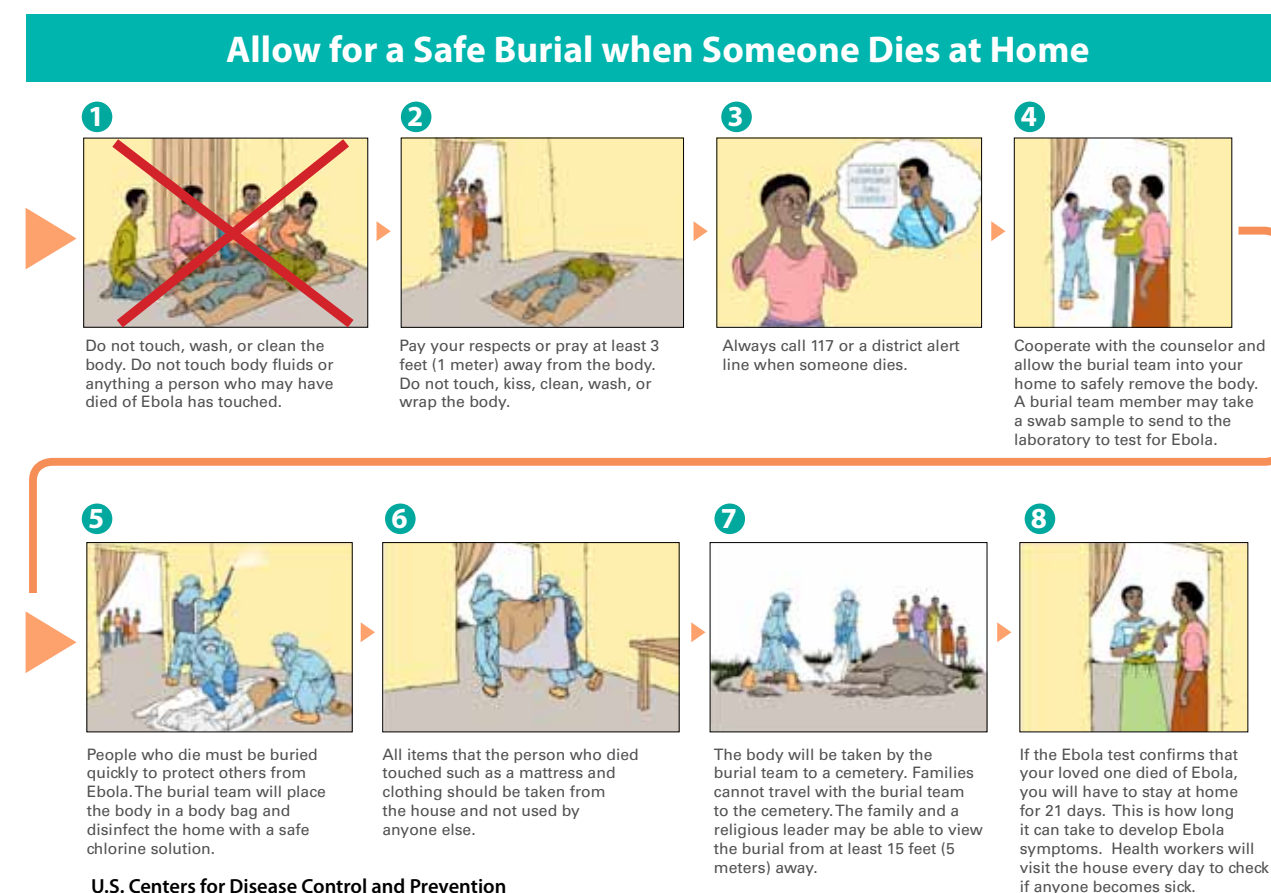 Allow for a Safe Burial when Someone Dies at Home
1
Do not touch, wash, or clean the
body. Do not touch body fluids or
anything a person who may have
died of Ebola has touched.
2
Pay your respects or pray at least 3
feet (1 meter) away from the body.
Do not touch, kiss, clean, wash, or
wrap the body.
3
EBOLA
RESPONSE
CALL
CENTER
Always call 117 or a district alert
line when someone dies.
4
Cooperate with the counselor and
allow the burial team into your
home to safely remove the body.
A burial team member may take
a swab sample to send to the
laboratory to test for Ebola.
5
People who die must be buried
quickly to protect others from
Ebola. The burial team will place
the body in a body bag and
disinfect the home with a safe
chlorine solution.
6
All items that the person who died
touched such as a mattress and
clothing should be taken from
the house and not used by
anyone else.
7
The body will be taken by the
burial team to a cemetery. Families
cannot travel with the burial team
to the cemetery. The family and a
religious leader may be able to view
the burial from at least 15 feet (5
meters) away.
8
If the Ebola test confirms that
your loved one died of Ebola,
you will have to stay at home
for 21 days. This is how long
it can take to develop Ebola
symptoms. Health workers will
visit the house every day to check
if anyone becomes sick.
U.S. Centers for Disease Control and Prevention